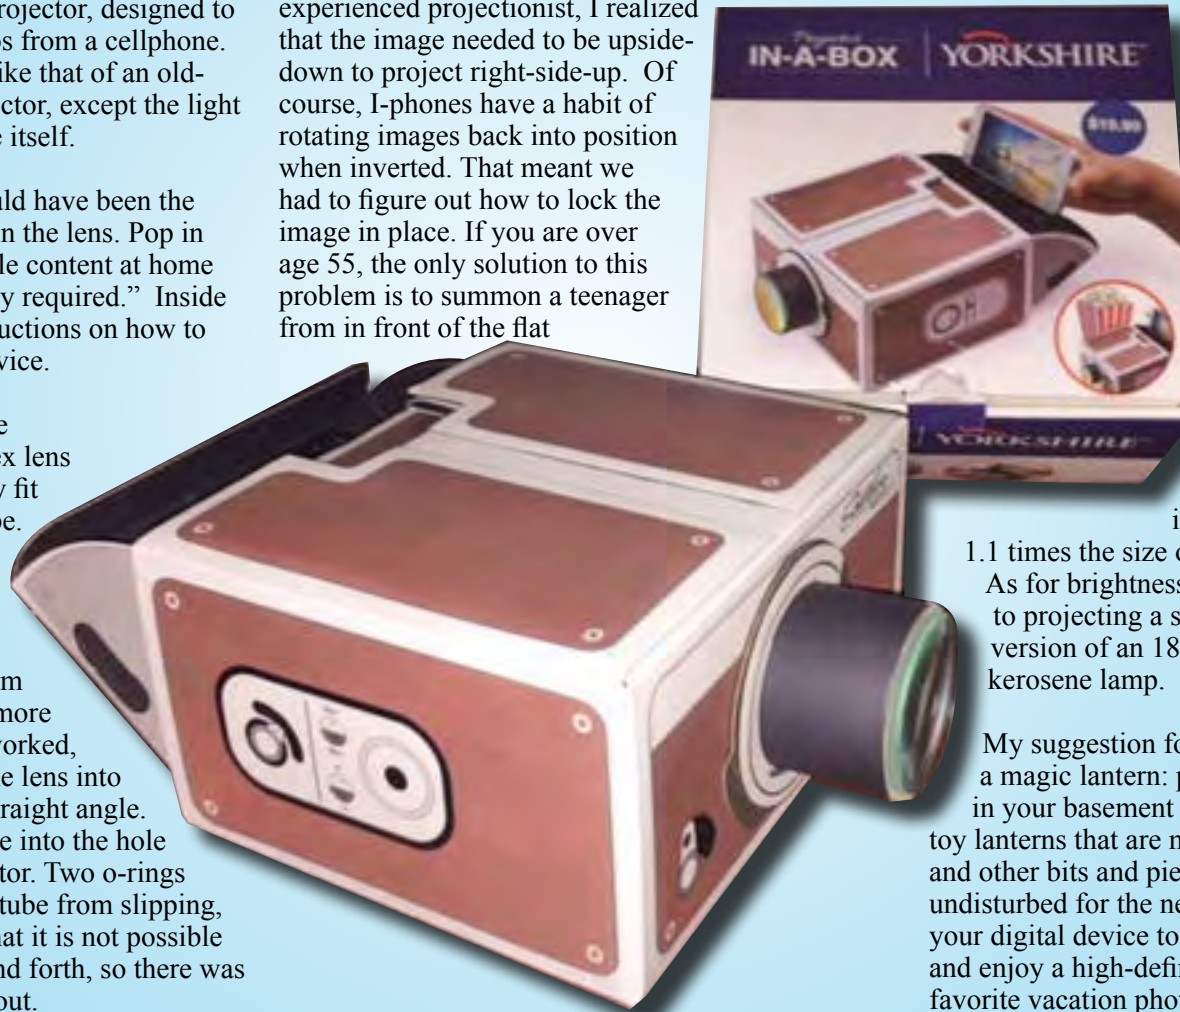 rojector, designed to
s from a cellphone.
ike that of an old-
ctor, except the light
e itself.
ld have been the
n the lens. Pop in
le content at home
y required.”  Inside
uctions on how to
vice.
e
ex lens
y fit
be.
m
more
worked,
e lens into
raight angle.
e into the hole
tor. Two o-rings
tube from slipping,
hat it is not possible
nd forth, so there was
out.
experienced projectionist, I realized
that the image needed to be upside-
down to project right-side-up.  Of
course, I-phones have a habit of
rotating images back into position
when inverted. That meant we
had to figure out how to lock the
image in place. If you are over
age 55, the only solution to this
problem is to summon a teenager
from in front of the flat
Projector
IN-A-BOX
YORKSHIRE
$19.99
YORKSHIRE
i
1.1 times the size o
As for brightness
to projecting a s
version of an 18
kerosene lamp.
My suggestion fo
a magic lantern: p
in your basement
toy lanterns that are m
and other bits and pie
undisturbed for the ne
your digital device to
and enjoy a high-defin
favorite vacation phot